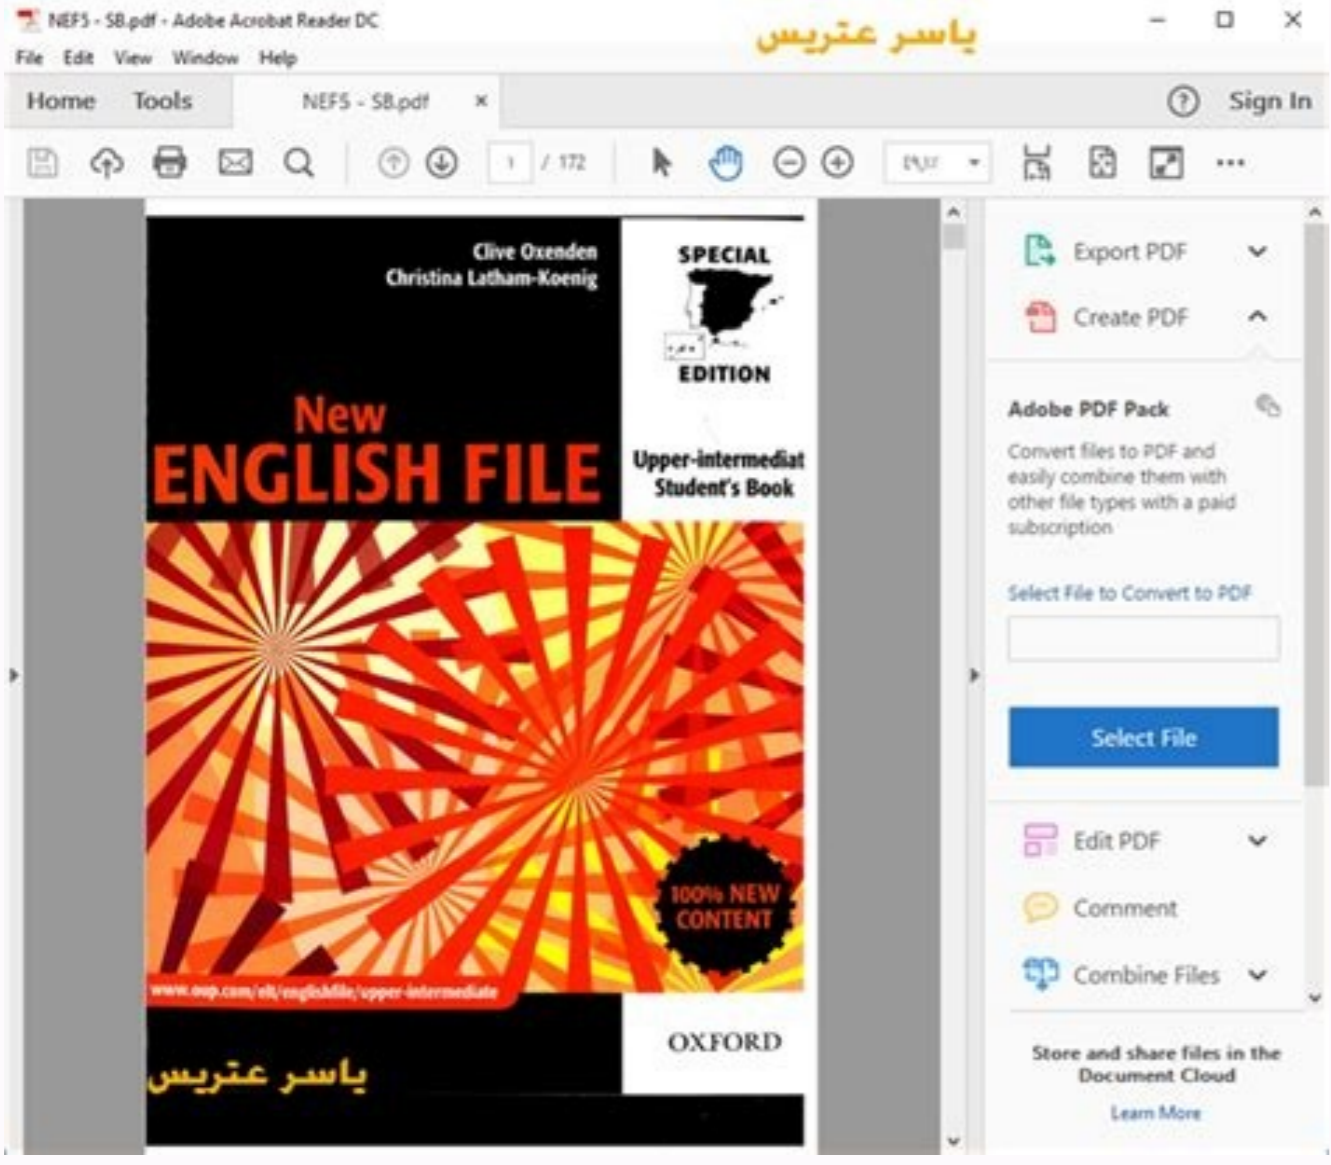 NEF5 - SB.pdf - Adobe Acrobat Reader DC
ياسر عتريس
File Edit View Window Help
Home Tools NEF5 - SB.pdf × ? Sign In
١ / 172
Clive Oxenden
Christina Latham-Koenig
SPECIAL
EDITION
New
ENGLISH FILE
Upper-intermediat
Student's Book
100% NEW
CONTENT
www.oup.com/elt/englishfile/upper-intermediate
OXFORD
ياسر عتريس
Export PDF
Create PDF
Adobe PDF Pack
Convert files to PDF and
easily combine them with
other file types with a paid
subscription
Select File to Convert to PDF
Select File
Edit PDF
Comment
Combine Files
Store and share files in the
Document Cloud
Learn More